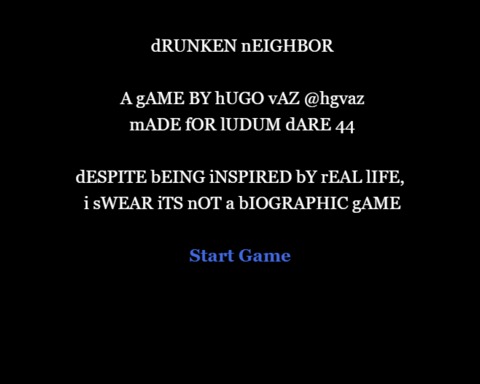 dRUNKEN nEIGHBOR
A gAME BY hUGO vAZ @hgvaz
mADE fOR lUDUM dARE 44
dESPITE bEING iNSPIRED bY rEAL lIFE,
i sWEAR iTS nOT a bIOGRAPHIC gAME
Start Game